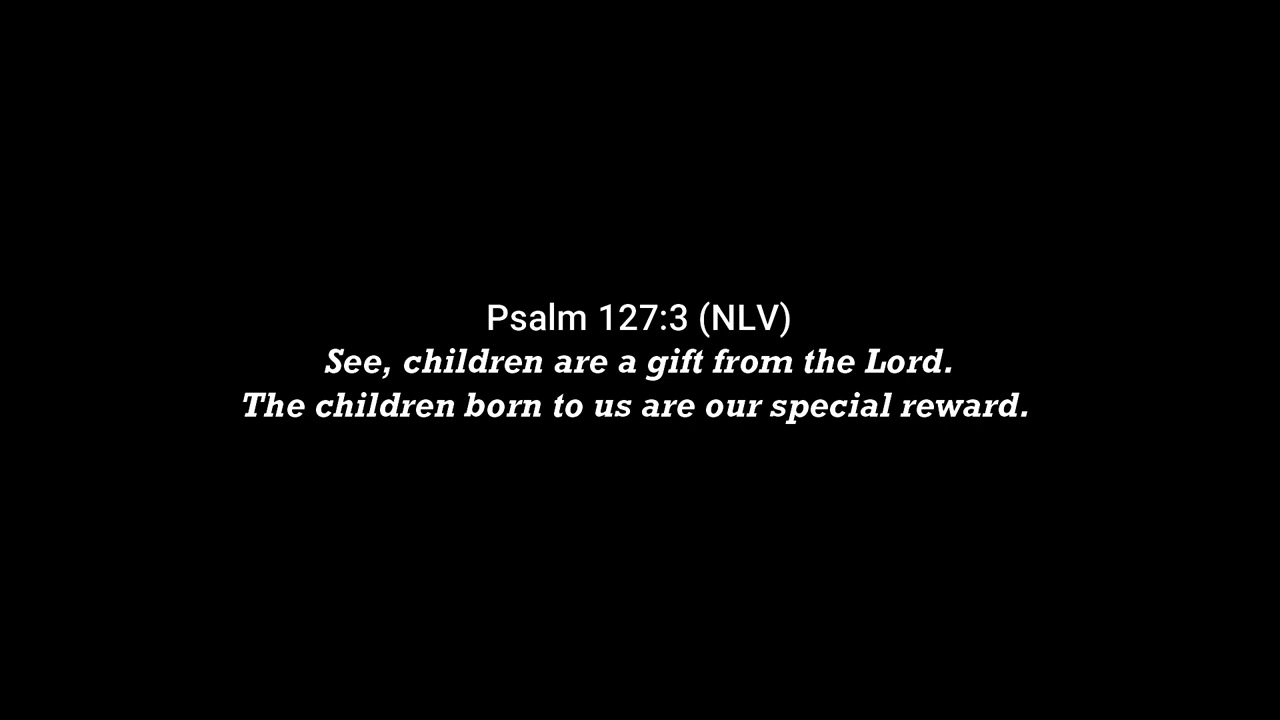 Psalm 127:3 (NLV)
See, children are a gift from the Lord.
The children born to us are our special reward.